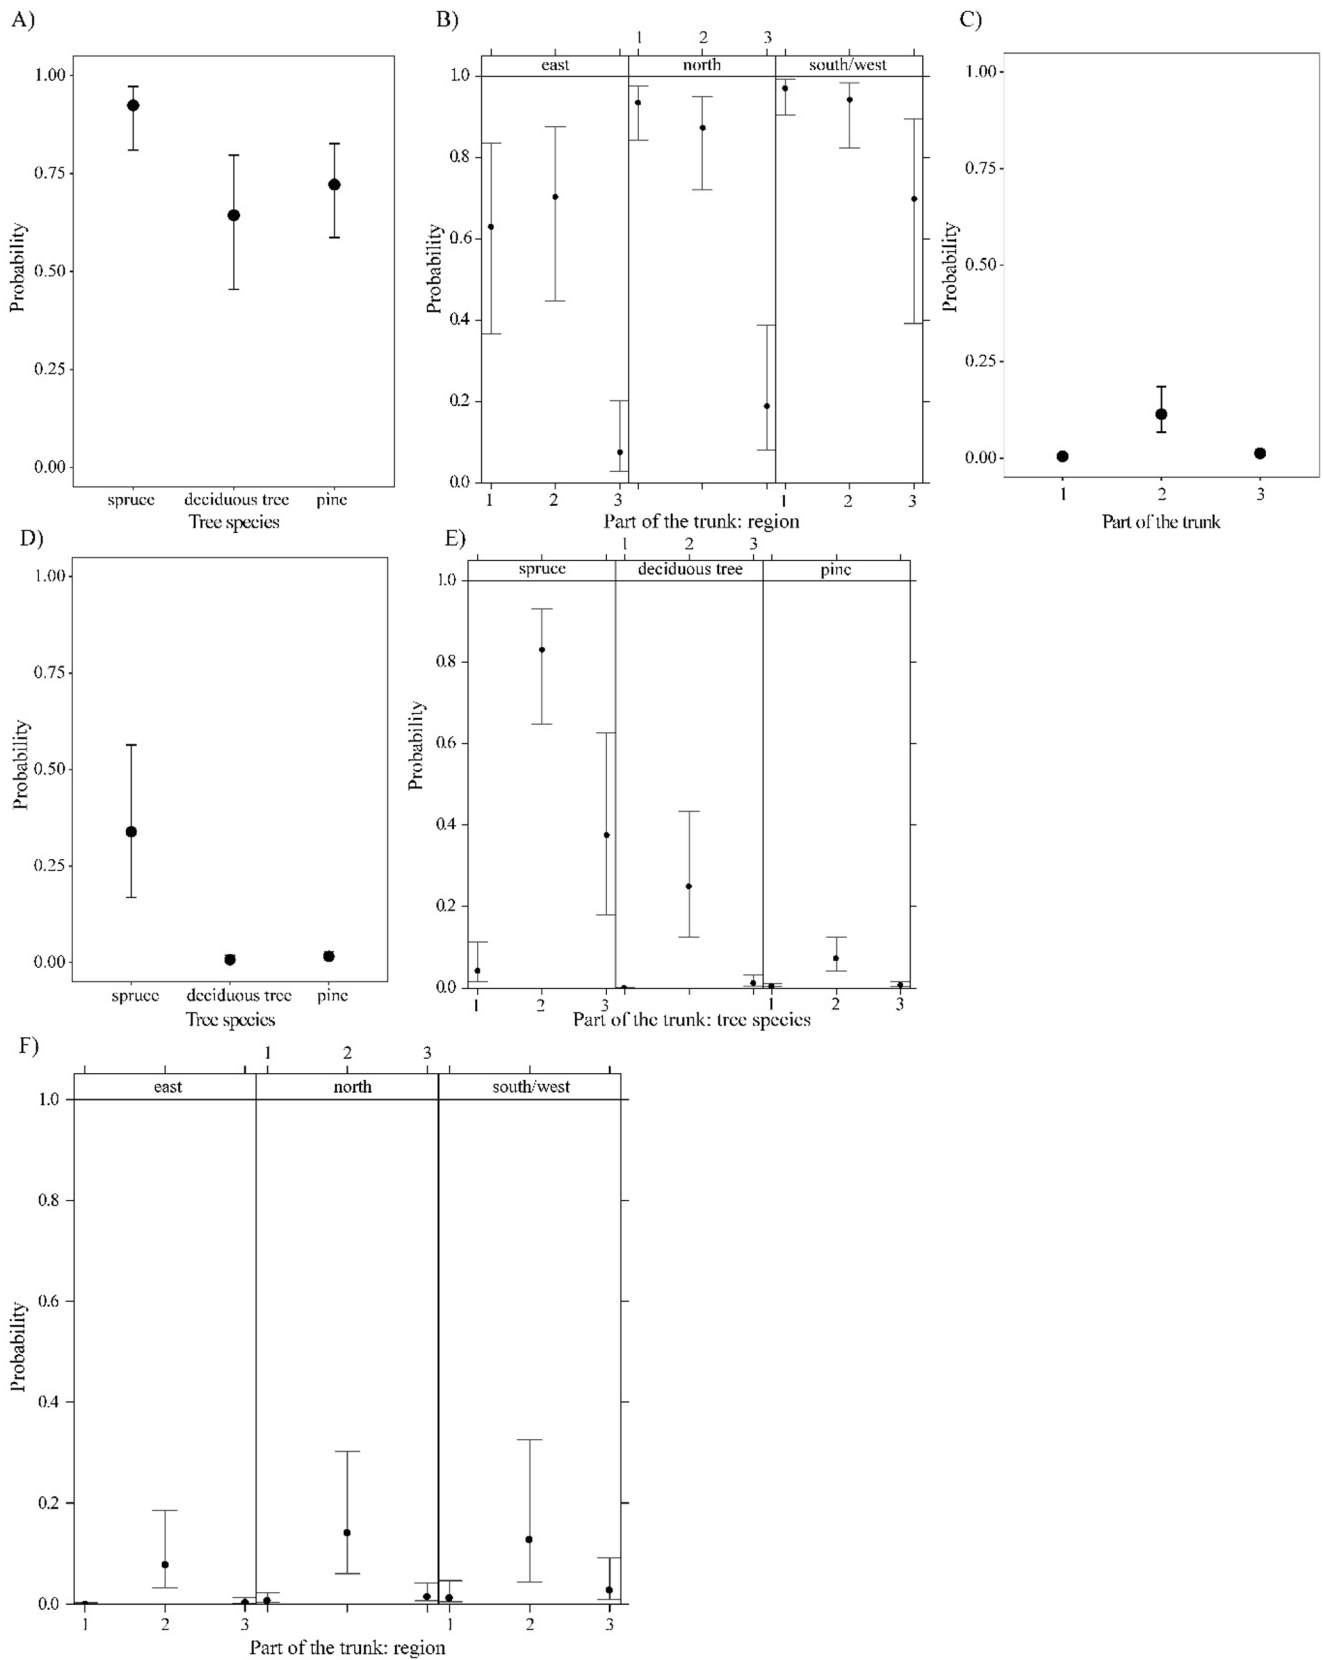 A)
Probability
1.00
0.75
0.50
0.25
0.00
spruce deciduous tree pine
Tree species
B)
1 2 3
east north south/west
Probability
1.0
0.8
0.6
0.4
0.2
0.0
1 2 3 1 2 3
Part of the trunk: region
C)
Probability
1.00
0.75
0.50
0.25
0.00
1 2 3
Part of the trunk
D)
Probability
1.00
0.75
0.50
0.25
0.00
spruce deciduous tree pine
Tree species
E)
1 2 3
spruce deciduous tree pine
Probability
1.0
0.8
0.6
0.4
0.2
0.0
1 2 3 1 2 3
Part of the trunk: tree species
F)
1 2 3
east north south/west
Probability
1.0
0.8
0.6
0.4
0.2
0.0
1 2 3 1 2 3
Part of the trunk: region